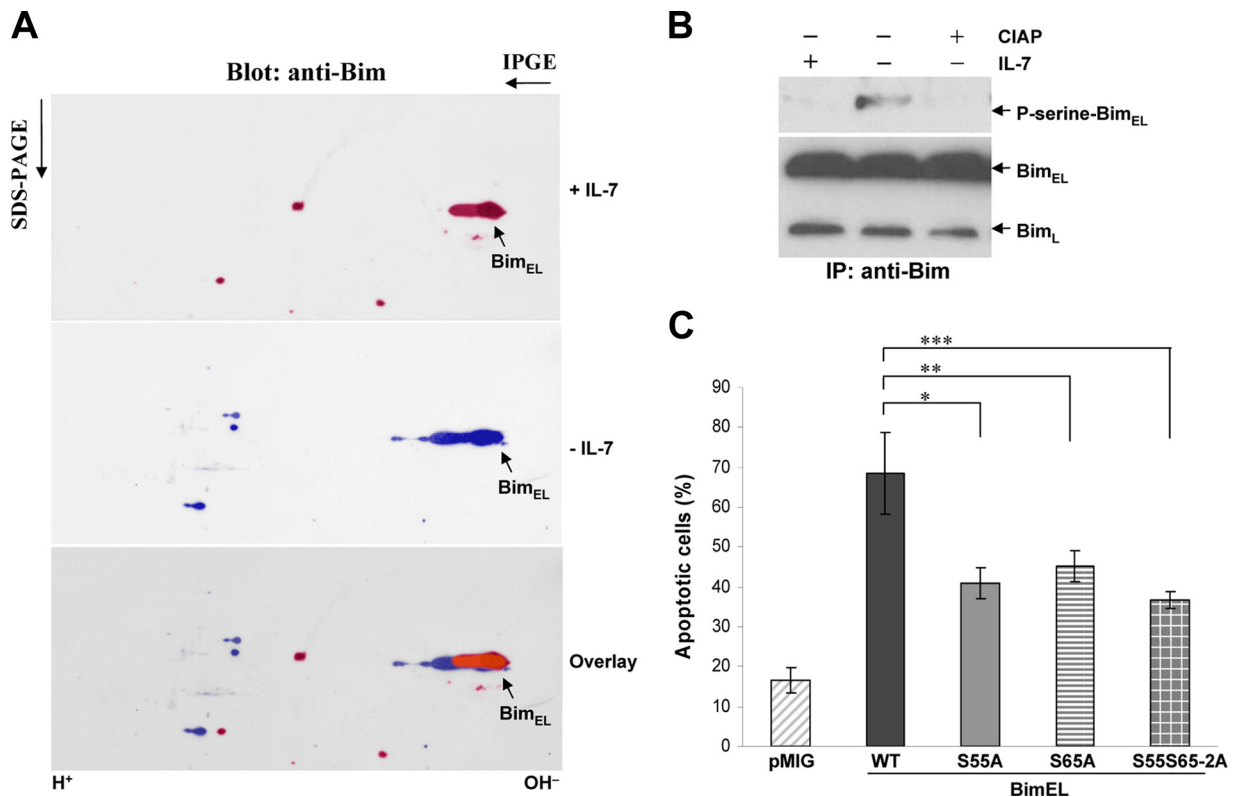 A
Blot: anti-Bim
IPGE
SDS-PAGE
+ IL-7
BimEL
- IL-7
BimEL
Overlay
BimEL
H+
OH−
B
− − + CIAP
+ − − IL-7
P-serine-BimEL
BimEL
BimL
IP: anti-Bim
C
***
**
*
Apoptotic cells (%)
90
80
70
60
50
40
30
20
10
0
pMIG WT S55A S65A S55S65-2A
BimEL